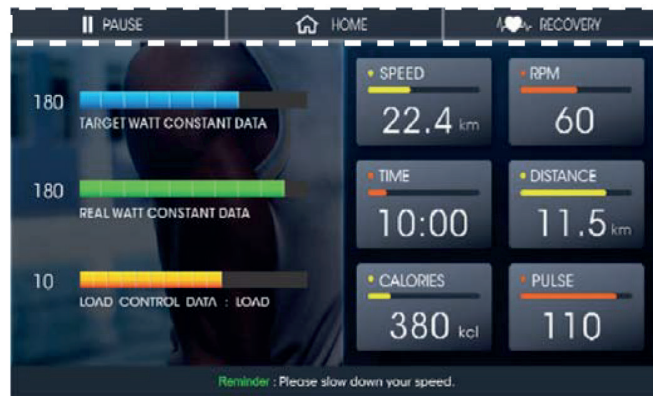 PAUSE
HOME
RECOVERY
180
TARGET WATT CONSTANT DATA
180
REAL WATT CONSTANT DATA
10
LOAD CONTROL DATA : LOAD
SPEED
22.4 km
RPM
60
TIME
10:00
DISTANCE
11.5 km
CALORIES
380 kcl
PULSE
110
Reminder : Please slow down your speed.